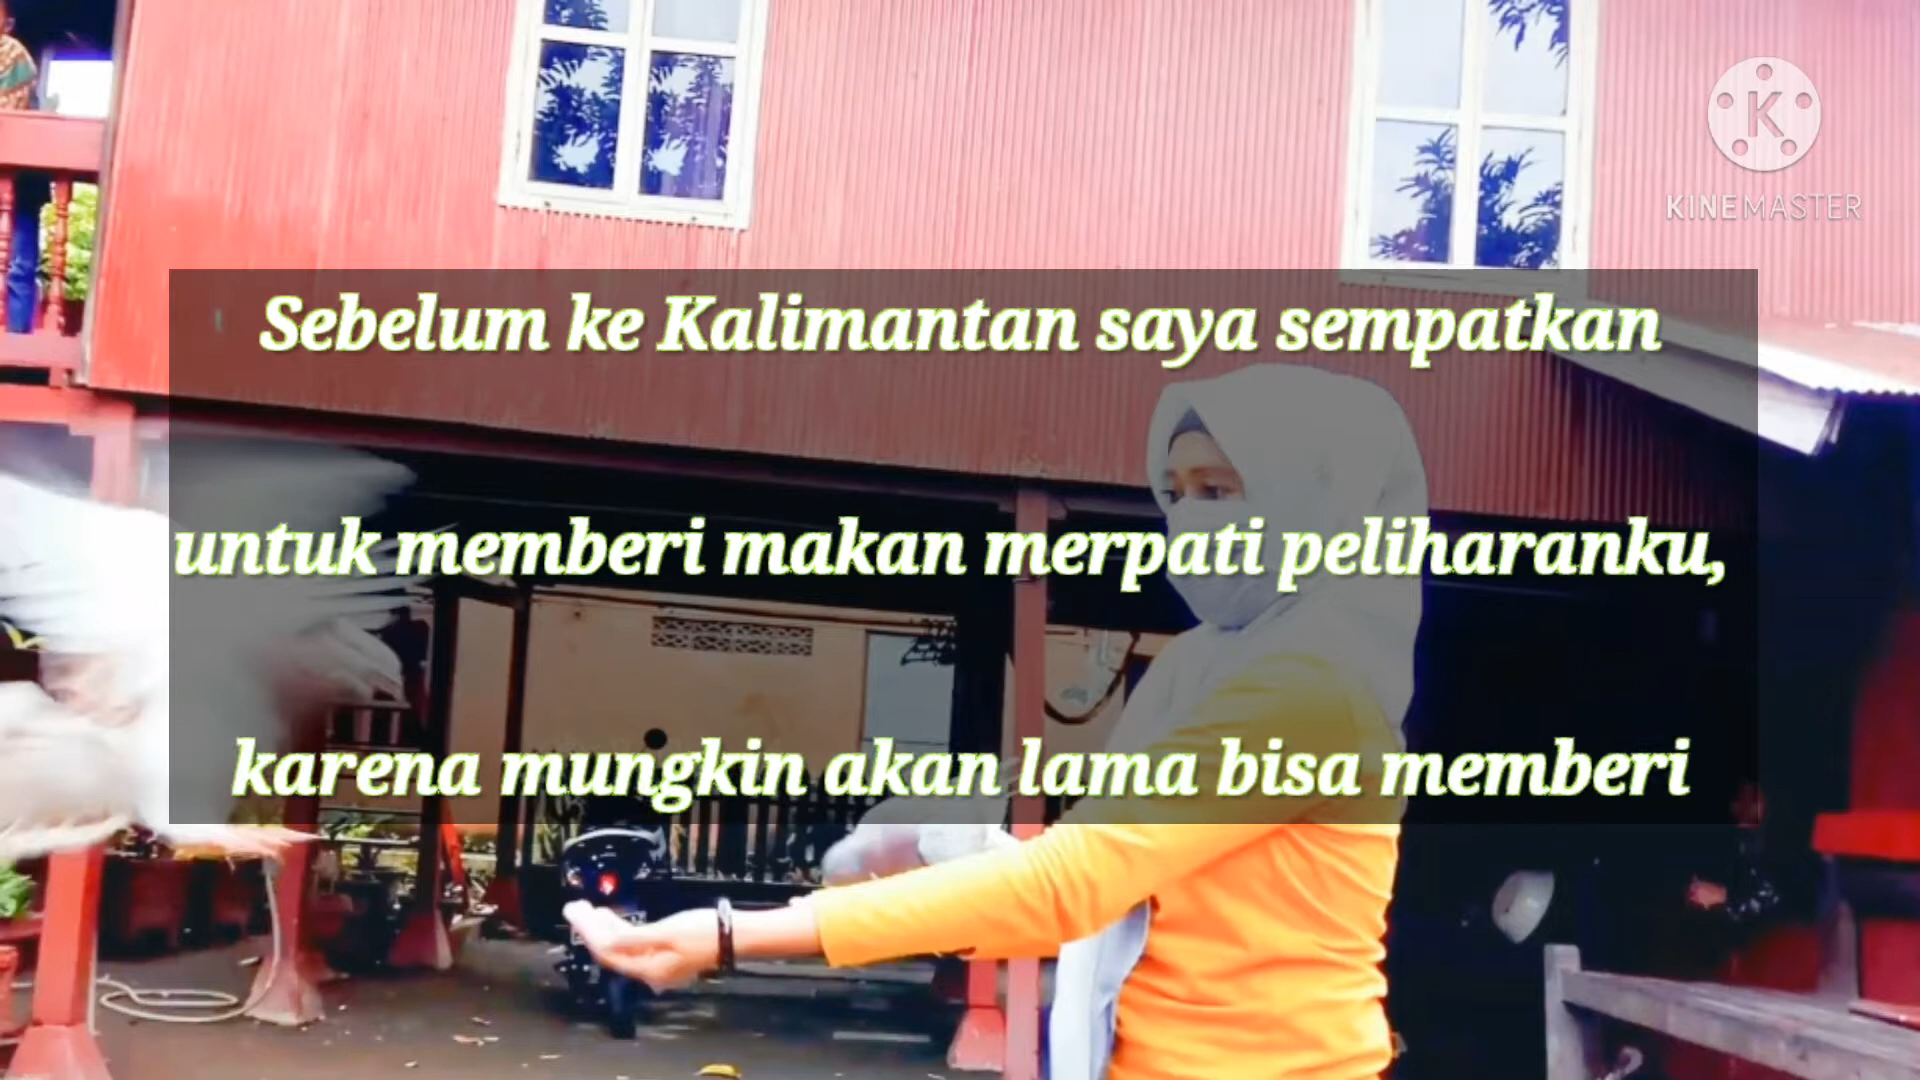 K
KINEMASTER
Sebelum ke Kalimantan saya sempatkan
untuk memberi makan merpati peliharanku,
karena mungkin akan lama bisa memberi